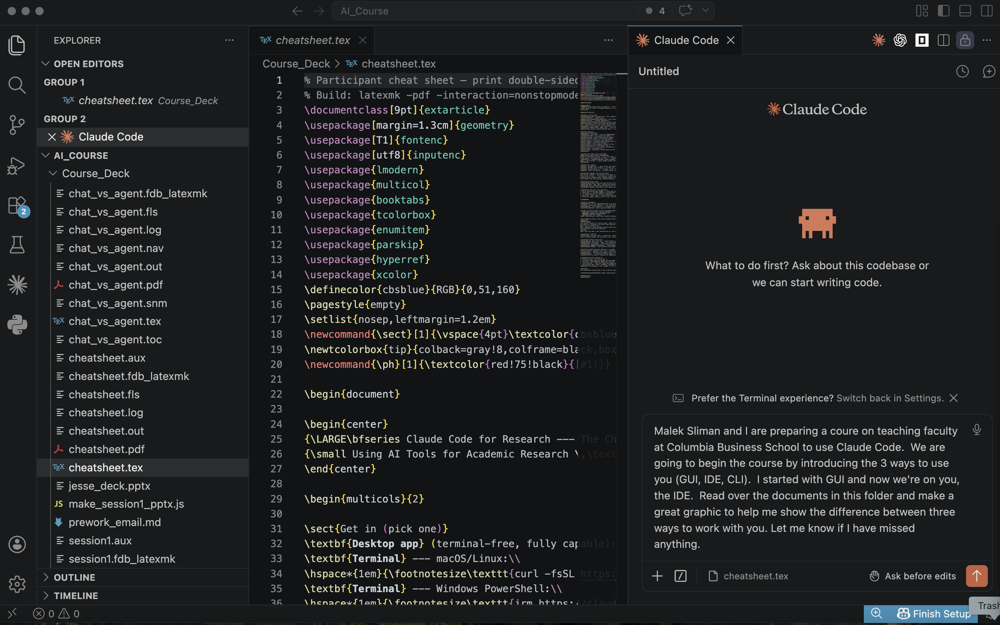 AI_Course
4
EXPLORER
OPEN EDITORS
GROUP 1
cheatsheet.tex Course_Deck
GROUP 2
Claude Code
AI_COURSE
Course_Deck
chat_vs_agent.fdb_latexmk
chat_vs_agent.fls
chat_vs_agent.log
chat_vs_agent.nav
chat_vs_agent.out
chat_vs_agent.pdf
chat_vs_agent.snm
TEX chat_vs_agent.tex
chat_vs_agent.toc
cheatsheet.aux
cheatsheet.fdb_latexmk
cheatsheet.fls
cheatsheet.log
cheatsheet.out
cheatsheet.pdf
TEX cheatsheet.tex
jesse_deck.pptx
JS make_session1_pptx.js
prework_email.md
session1.aux
session1.fdb_latexmk
OUTLINE
TIMELINE
2
TEX cheatsheet.tex
Course_Deck > TEX cheatsheet.tex
1 % Participant cheat sheet — print double-sided
2 % Build: latexmk -pdf -interaction=nonstopmode
3 \documentclass[9pt]{extarticle}
4 \usepackage[margin=1.3cm]{geometry}
5 \usepackage[T1]{fontenc}
6 \usepackage[utf8]{inputenc}
7 \usepackage{lmodern}
8 \usepackage{multicol}
9 \usepackage{booktabs}
10 \usepackage{tcolorbox}
11 \usepackage{enumitem}
12 \usepackage{parskip}
13 \usepackage{hyperref}
14 \usepackage{xcolor}
15 \definecolor{cbsblue}{RGB}{0,51,160}
16 \pagestyle{empty}
17 \setlist{nosep,leftmargin=1.2em}
18 \newcommand{\sect}[1]{\vspace{4pt}\textcolor{cbsblue
19 \newtcolorbox{tip}{colback=gray!8,colframe=black,box
20 \newcommand{\ph}[1]{\textcolor{red!75!black}{[#1]}}
21
22 \begin{document}
23
24 \begin{center}
25 {\LARGE\bfseries Claude Code for Research --- The Ch
26 {\small Using AI Tools for Academic Research \,\text
27 \end{center}
28
29 \begin{multicols}{2}
30
31 \sect{Get in (pick one)}
32 \textbf{Desktop app} (terminal-free, fully capable):
33 \textbf{Terminal} --- macOS/Linux:\\
34 \hspace*{1em}{\footnotesize\texttt{curl -fsSL https:
35 \textbf{Terminal} --- Windows PowerShell:\\
36 \hspace*{1em}{\footnotesize\texttt{irm https://claud
Claude Code
Untitled
Claude Code
What to do first? Ask about this codebase or
we can start writing code.
Prefer the Terminal experience? Switch back in Settings.
Malek Sliman and I are preparing a coure on teaching faculty
at Columbia Business School to use Claude Code.  We are
going to begin the course by introducing the 3 ways to use
you (GUI, IDE, CLI).  I started with GUI and now we're on you,
the IDE.  Read over the documents in this folder and make a
great graphic to help me show the difference between three
ways to work with you. Let me know if I have missed
anything.
cheatsheet.tex
Ask before edits
0 0
Finish Setup
Trash